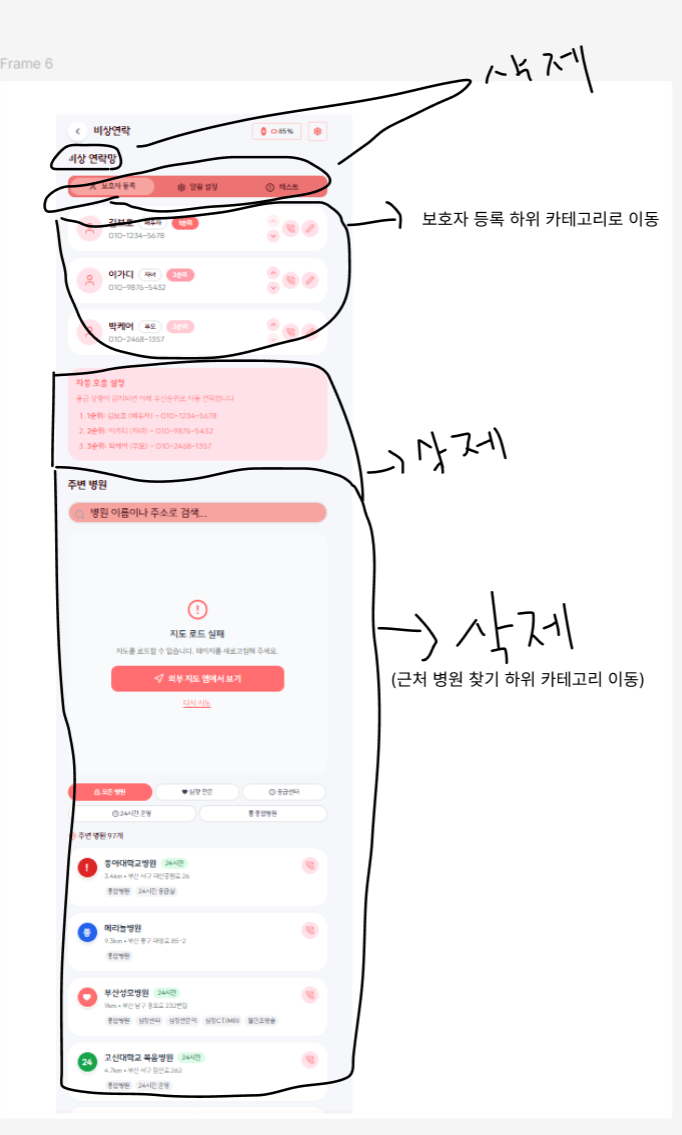 Frame 6
삭제
비상연락
85%
비상 연락망
보호자 등록
알림 설정
테스트
김보호 배우자 1순위
010-1234-5678
보호자 등록 하위 카테고리로 이동
이가디 자녀 2순위
010-9876-5432
박케어 부모 3순위
010-2468-1357
자동 호출 설정
응급 상황이 감지되면 아래 우선순위로 자동 연락합니다
1. 1순위: 김보호 (배우자) - 010-1234-5678
2. 2순위: 이가디 (자녀) - 010-9876-5432
3. 3순위: 박케어 (부모) - 010-2468-1357
삭제
주변 병원
병원 이름이나 주소로 검색...
지도 로드 실패
지도를 로드할 수 없습니다. 페이지를 새로고침해 주세요.
외부 지도 앱에서 보기
다시 시도
삭제
(근처 병원 찾기 하위 카테고리 이동)
모든 병원
심장 전문
응급센터
24시간 운영
종합병원
주변 병원 97개
동아대학교병원 24시간
3.4km • 부산 서구 대신공원로 26
종합병원 24시간 응급실
메리놀병원
9.3km • 부산 중구 대청로 85-2
종합병원
부산성모병원 24시간
9km • 부산 남구 용호로 232번길
종합병원 심장센터 심장전문의 심장CT/MRI 혈관조영술
24
고신대학교 복음병원 24시간
4.7km • 부산 서구 감천로 262
종합병원 24시간 운영